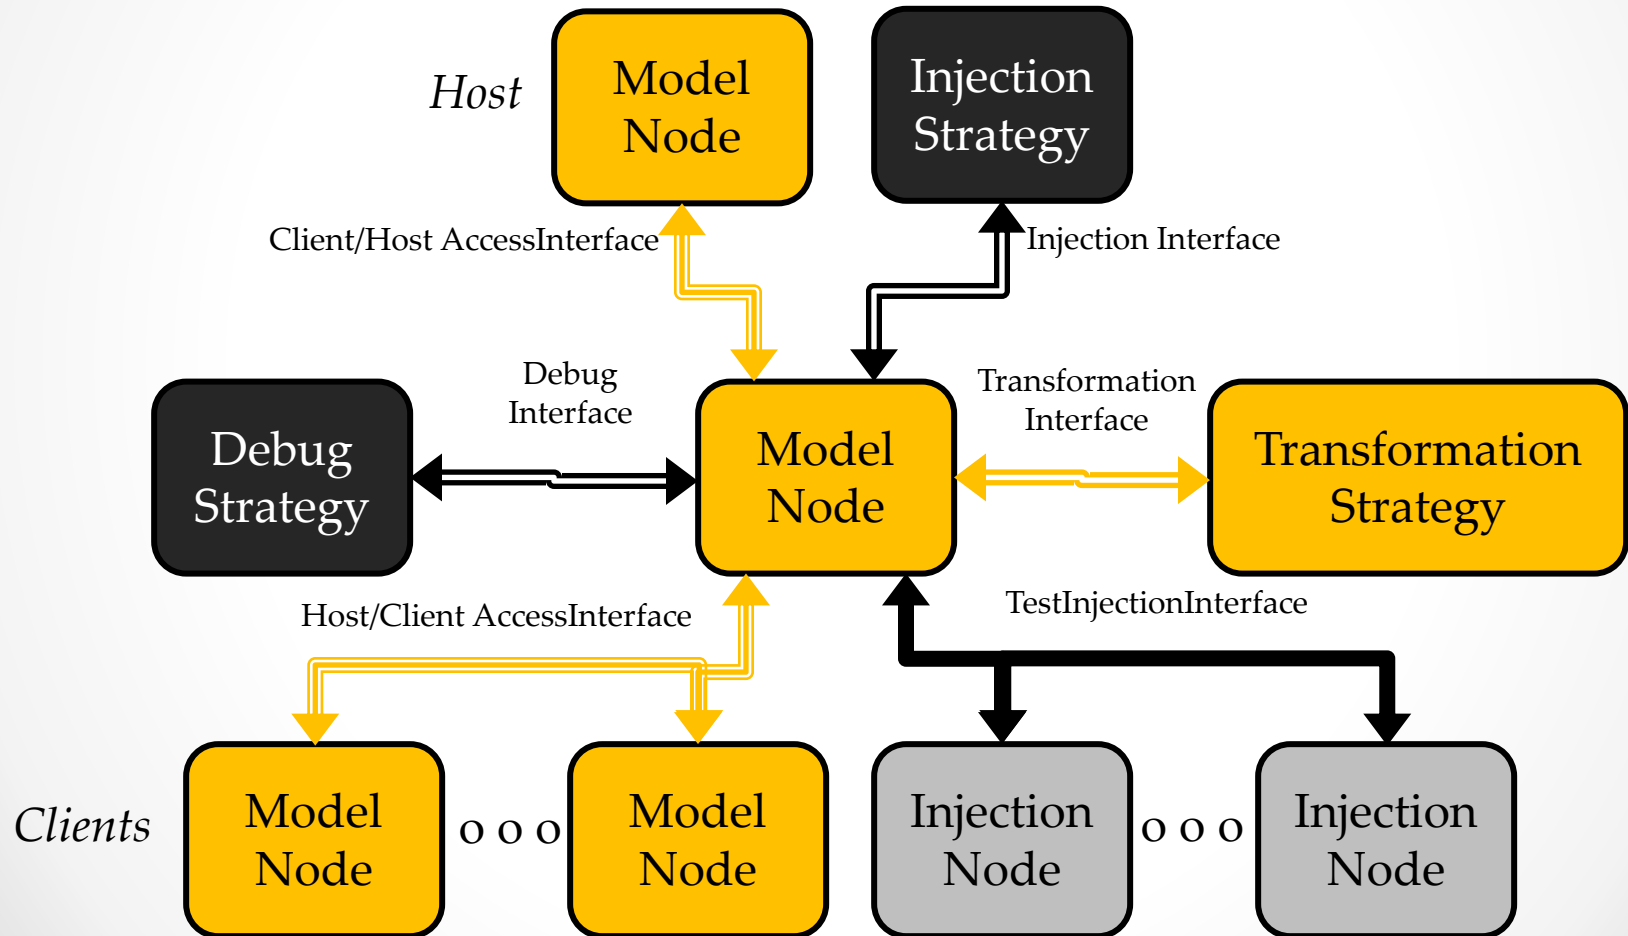 Host
Model
Node
Injection
Strategy
Client/Host AccessInterface
Injection Interface
Debug
Interface
Transformation
Interface
Debug
Strategy
Model
Node
Transformation
Strategy
Host/Client AccessInterface
TestInjectionInterface
Clients
Model
Node
o o o
Model
Node
Injection
Node
o o o
Injection
Node